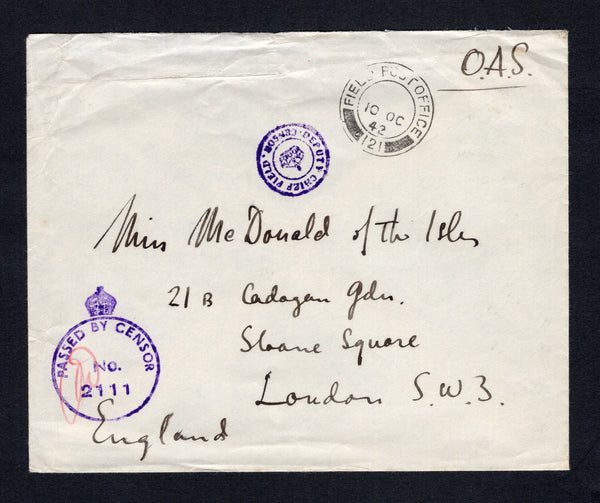 O.A.S.
FIELD POST OFFICE
10 OC
42
121
DEPUTY CHIEF FIELD CENSOR
Miss McDonald of the Isles
21 B Cadogan Gdns.
Sloane Square
London S.W.3.
England
PASSED BY CENSOR
No.
2111